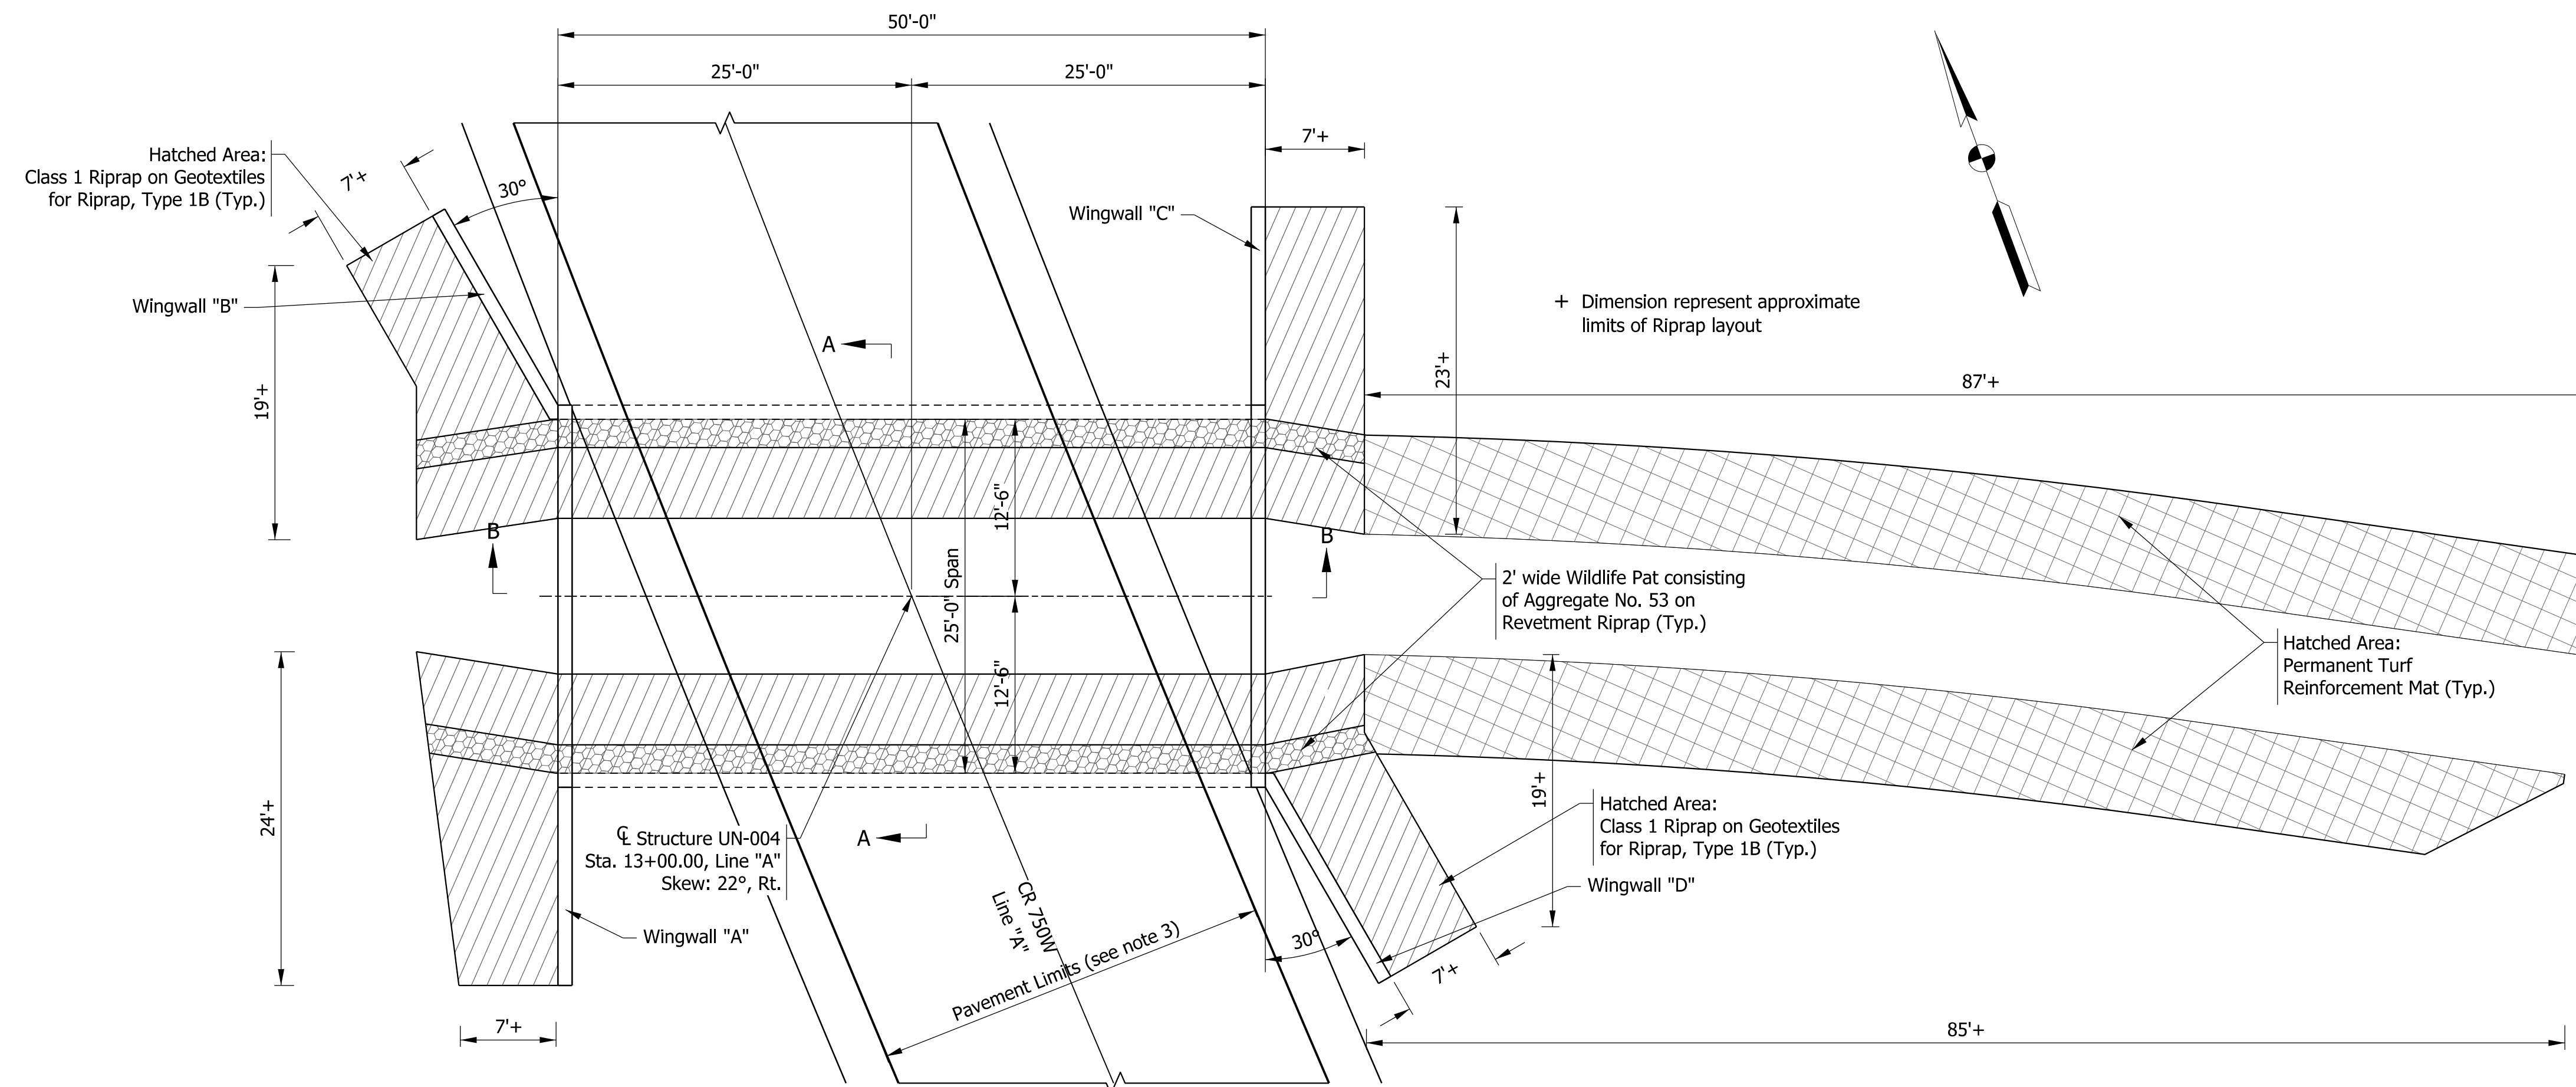 50'-0"
25'-0"
25'-0"
7'+
Hatched Area:
Class 1 Riprap on Geotextiles
for Riprap, Type 1B (Typ.)
7'+
30°
Wingwall "C"
Wingwall "B"
+ Dimension represent approximate
limits of Riprap layout
A
19'+
23'+
87'+
12'-6"
B
B
25'-0" Span
2' wide Wildlife Pat consisting
of Aggregate No. 53 on
Revetment Riprap (Typ.)
Hatched Area:
Permanent Turf
Reinforcement Mat (Typ.)
12'-6"
24'+
19'+
Hatched Area:
Class 1 Riprap on Geotextiles
for Riprap, Type 1B (Typ.)
℄ Structure UN-004
Sta. 13+00.00, Line "A"
Skew: 22°, Rt.
A
Wingwall "D"
CR 750W
Line "A"
Wingwall "A"
Pavement Limits (see note 3)
30°
7'+
7'+
85'+